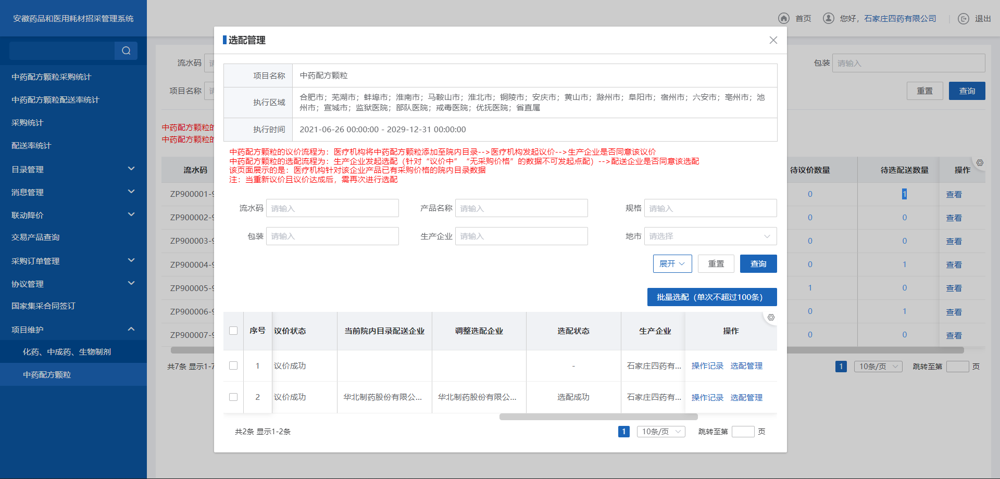 安徽药品和医用耗材招采管理系统
首页
您好，石家庄四药有限公司
退出
中药配方颗粒采购统计
中药配方颗粒配送率统计
采购统计
配送率统计
目录管理
消息管理
联动降价
交易产品查询
采购订单管理
协议管理
国家集采合同签订
项目维护
化药、中成药、生物制剂
中药配方颗粒
流水码
包装 请输入
项目名称
重置 查询
中药配方颗粒的
中药配方颗粒的
流水码 待议价数量 待选配送数量 操作
ZP900001-9 0 1 查看
ZP900002-9 0 0 查看
ZP900003-9 0 0 查看
ZP900004-9 0 1 查看
ZP900005-9 1 0 查看
ZP900006-9 0 1 查看
ZP900007-9 0 0 查看
共7条 显示1-7
1 10条/页 跳转至第 页
选配管理
项目名称 中药配方颗粒
执行区域 合肥市；芜湖市；蚌埠市；淮南市；马鞍山市；淮北市；铜陵市；安庆市；黄山市；滁州市；阜阳市；宿州市；六安市；亳州市；池
州市；宣城市；监狱医院；部队医院；戒毒医院；优抚医院；省直属
执行时间 2021-06-26 00:00:00 - 2029-12-31 00:00:00
中药配方颗粒的议价流程为：医疗机构将中药配方颗粒添加至院内目录-->医疗机构发起议价-->生产企业是否同意该议价
中药配方颗粒的选配流程为：生产企业发起选配（针对“议价中”“无采购价格”的数据不可发起点配）-->配送企业是否同意该选配
该页面展示的是：医疗机构针对该企业产品已有采购价格的院内目录数据
注：当重新议价且议价达成后，需再次进行选配
流水码 请输入 产品名称 请输入 规格 请输入
包装 请输入 生产企业 请输入 地市 请选择
展开 重置 查询
批量选配（单次不超过100条）
序号 议价状态 当前院内目录配送企业 调整选配企业 选配状态 生产企业 操作
1 议价成功 - 石家庄四药有... 操作记录 选配管理
2 议价成功 华北制药股份有限公... 华北制药股份有限公... 选配成功 石家庄四药有... 操作记录 选配管理
共2条 显示1-2条
1 10条/页 跳转至第 页